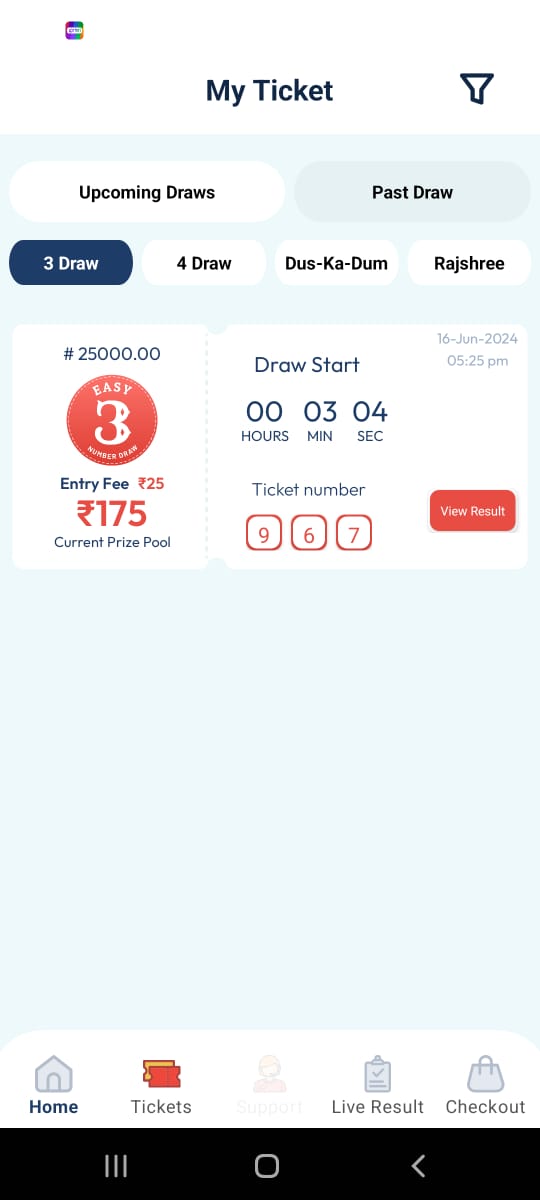 My Ticket
Upcoming Draws
Past Draw
3 Draw
4 Draw
Dus-Ka-Dum
Rajshree
# 25000.00
EASY
3
NUMBER DRAW
Entry Fee ₹25
₹175
Current Prize Pool
16-Jun-2024
05:25 pm
Draw Start
00 03 04
HOURS MIN SEC
Ticket number
9 6 7
View Result
Home
Tickets
Support
Live Result
Checkout